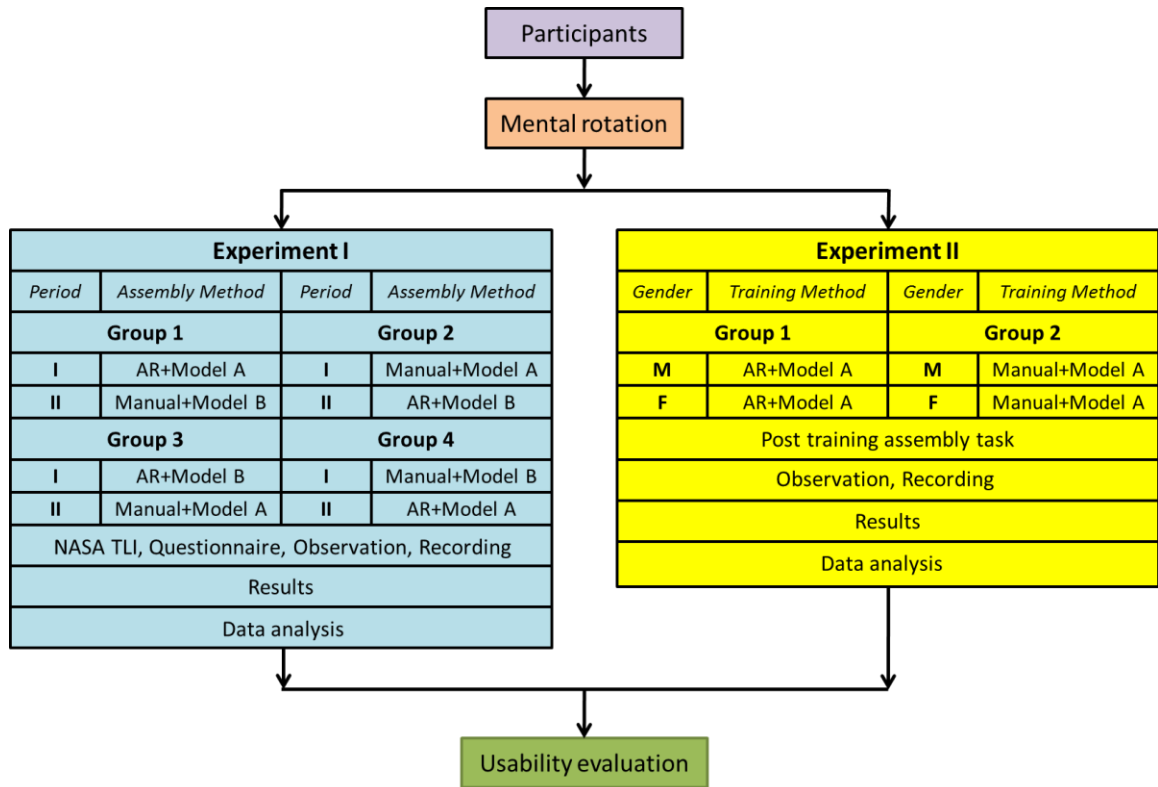 Participants
Mental rotation
Experiment I
Period Assembly Method Period Assembly Method
Group 1 Group 2
I AR+Model A I Manual+Model A
II Manual+Model B II AR+Model B
Group 3 Group 4
I AR+Model B I Manual+Model B
II Manual+Model A II AR+Model A
NASA TLI, Questionnaire, Observation, Recording
Results
Data analysis
Experiment II
Gender Training Method Gender Training Method
Group 1 Group 2
M AR+Model A M Manual+Model A
F AR+Model A F Manual+Model A
Post training assembly task
Observation, Recording
Results
Data analysis
Usability evaluation